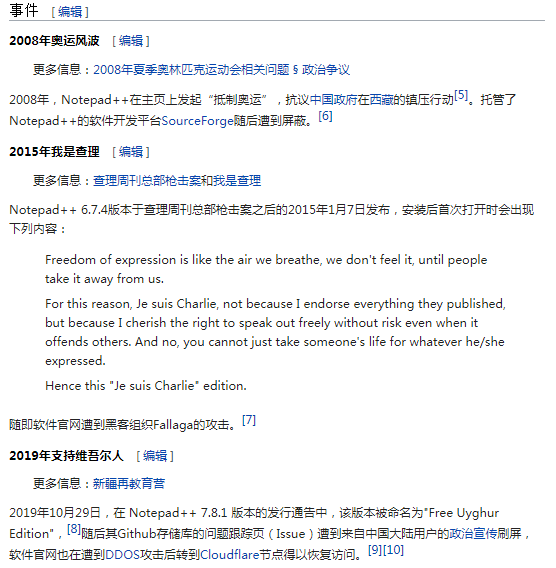 事件 [ 编辑 ]
2008年奥运风波 [ 编辑 ]
更多信息：2008年夏季奥林匹克运动会相关问题 § 政治争议
2008年，Notepad++在主页上发起“抵制奥运”，抗议中国政府在西藏的镇压行动[5]。托管了
Notepad++的软件开发平台SourceForge随后遭到屏蔽。[6]
2015年我是查理 [ 编辑 ]
更多信息：查理周刊总部枪击案和我是查理
Notepad++ 6.7.4版本于查理周刊总部枪击案之后的2015年1月7日发布，安装后首次打开时会出现
下列内容：
Freedom of expression is like the air we breathe, we don't feel it, until people
take it away from us.
For this reason, Je suis Charlie, not because I endorse everything they published,
but because I cherish the right to speak out freely without risk even when it
offends others. And no, you cannot just take someone's life for whatever he/she
expressed.
Hence this "Je suis Charlie" edition.
随即软件官网遭到黑客组织Fallaga的攻击。[7]
2019年支持维吾尔人 [ 编辑 ]
更多信息：新疆再教育营
2019年10月29日，在 Notepad++ 7.8.1 版本的发行通告中，该版本被命名为"Free Uyghur
Edition"，[8]随后其Github存储库的问题跟踪页（Issue）遭到来自中国大陆用户的政治宣传刷屏，
软件官网也在遭到DDOS攻击后转到Cloudflare节点得以恢复访问。[9][10]